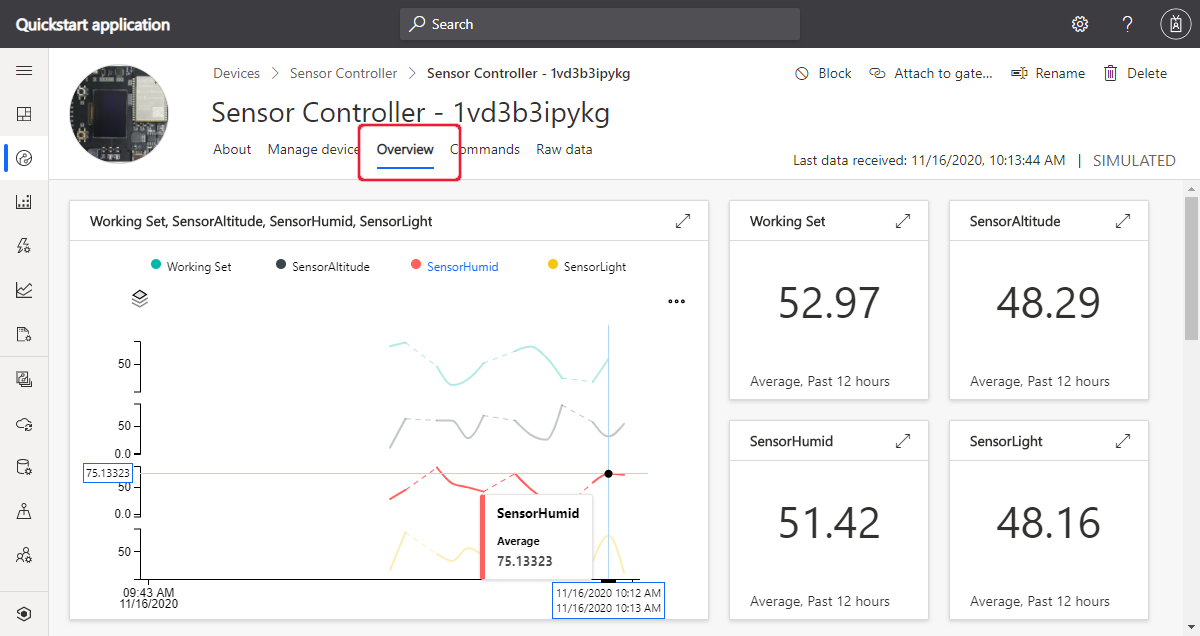 Quickstart application
Search
?
Devices > Sensor Controller > Sensor Controller - 1vd3b3ipykg
Block
Attach to gate...
Rename
Delete
Sensor Controller - 1vd3b3ipykg
About
Manage device
Overview
Commands
Raw data
Last data received: 11/16/2020, 10:13:44 AM | SIMULATED
Working Set, SensorAltitude, SensorHumid, SensorLight
Working Set
SensorAltitude
SensorHumid
SensorLight
50
50
0.0
75.13323
50
0.0
50
SensorHumid
Average
75.13323
09:43 AM
11/16/2020
11/16/2020 10:12 AM
11/16/2020 10:13 AM
Working Set
52.97
Average, Past 12 hours
SensorAltitude
48.29
Average, Past 12 hours
SensorHumid
51.42
Average, Past 12 hours
SensorLight
48.16
Average, Past 12 hours